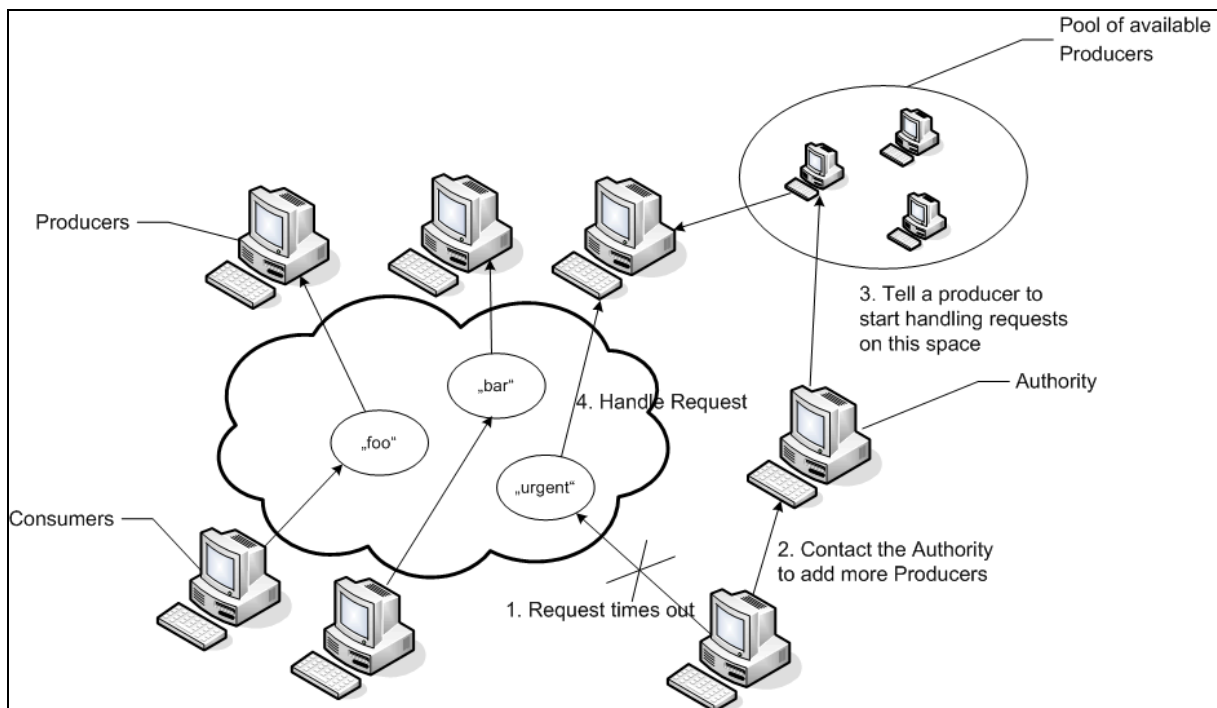 Pool of available
Producers
Producers
3. Tell a producer to
start handling requests
on this space
„bar“
4. Handle Request
Authority
„foo“
„urgent“
Consumers
2. Contact the Authority
to add more Producers
1. Request times out